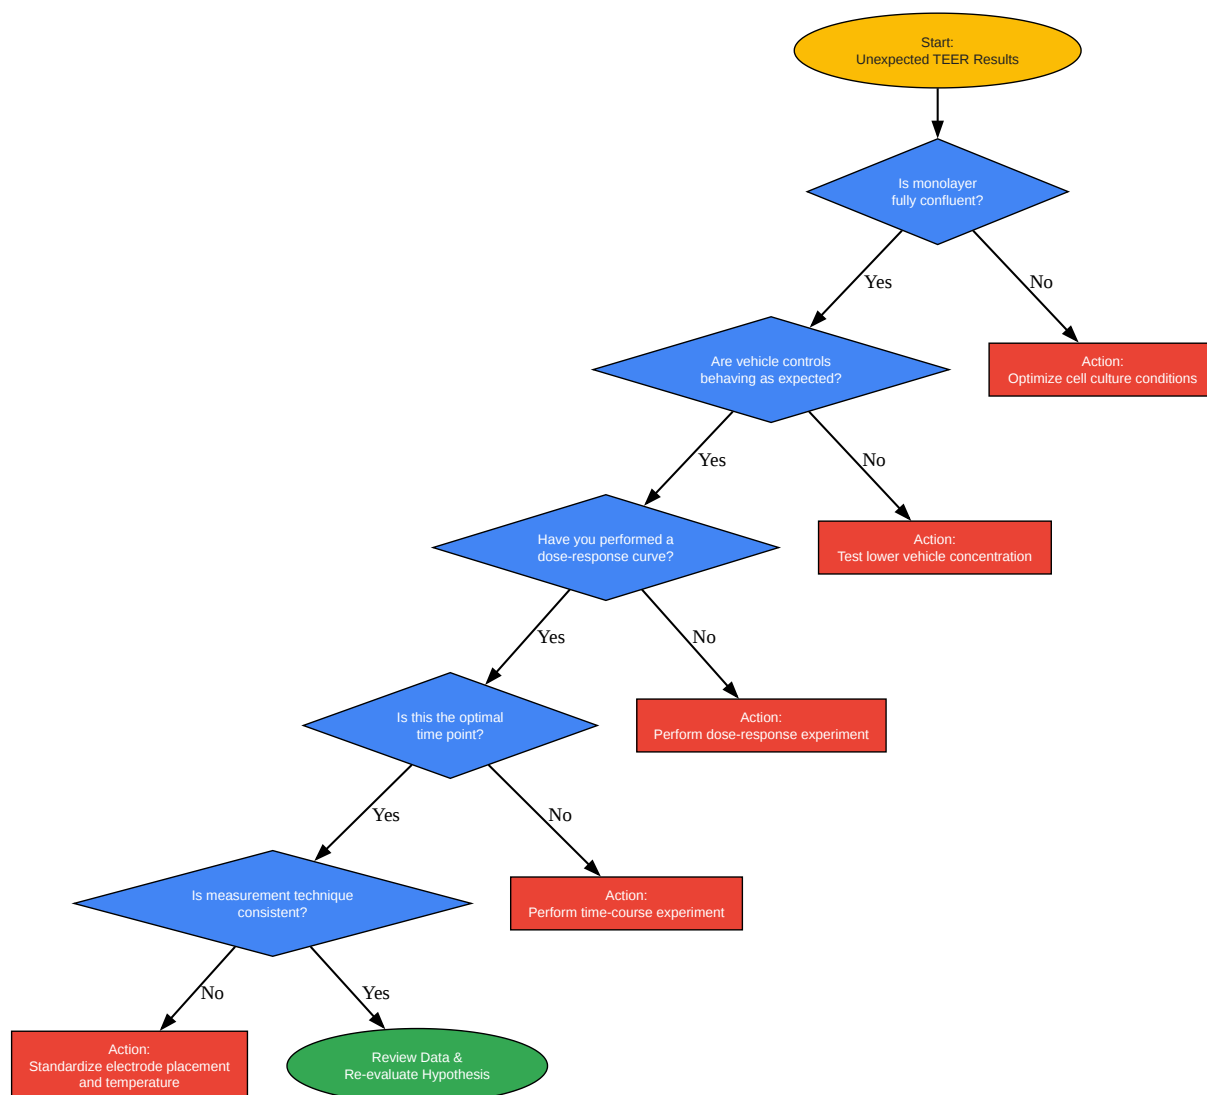 Start:
Unexpected TEER Results
Is monolayer
fully confluent?
Yes
No
Are vehicle controls
behaving as expected?
Action:
Optimize cell culture conditions
Yes
No
Have you performed a
dose-response curve?
Action:
Test lower vehicle concentration
Yes
No
Is this the optimal
time point?
Action:
Perform dose-response experiment
Yes
No
Is measurement technique
consistent?
Action:
Perform time-course experiment
No
Yes
Action:
Standardize electrode placement
and temperature
Review Data &
Re-evaluate Hypothesis